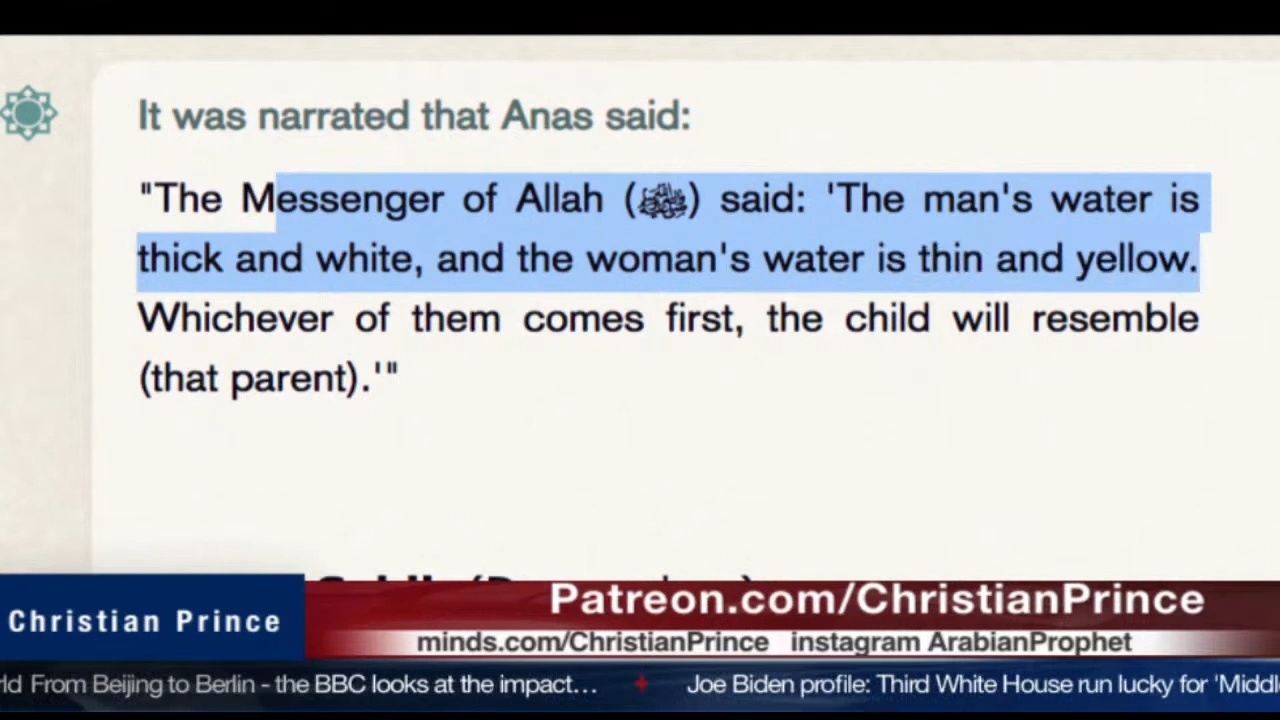 It was narrated that Anas said:
"The Messenger of Allah (ﷺ) said: 'The man's water is
thick and white, and the woman's water is thin and yellow.
Whichever of them comes first, the child will resemble
(that parent).'"
Christian Prince
Patreon.com/ChristianPrince
minds.com/ChristianPrince instagram ArabianProphet
rld From Beijing to Berlin - the BBC looks at the impact… Joe Biden profile: Third White House run lucky for 'Middl